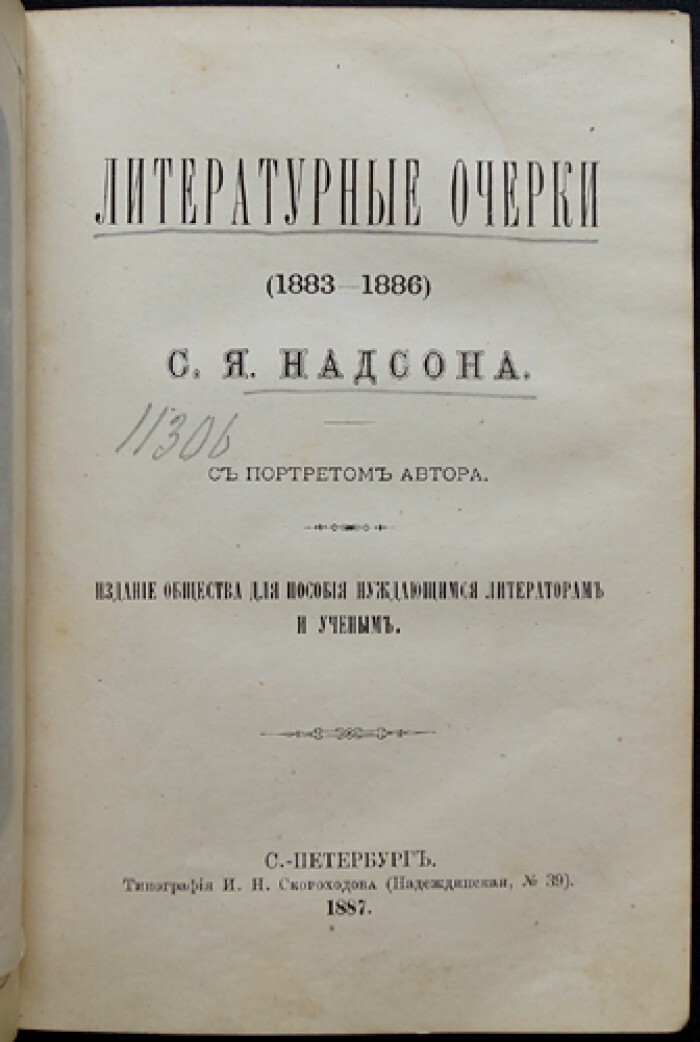 ЛИТЕРАТУРНЫЕ ОЧЕРКИ
(1883—1886)
С. Я. НАДСОНА.
11306
СЪ ПОРТРЕТОМЪ АВТОРА.
ИЗДАНІЕ ОБЩЕСТВА ДЛЯ ПОСОБІЯ НУЖДАЮЩИМСЯ ЛИТЕРАТОРАМЪ
И УЧЕНЫМЪ.
С.-ПЕТЕРБУРГЪ.
Типографія И. Н. Скороходова (Надеждинская, № 39).
1887.